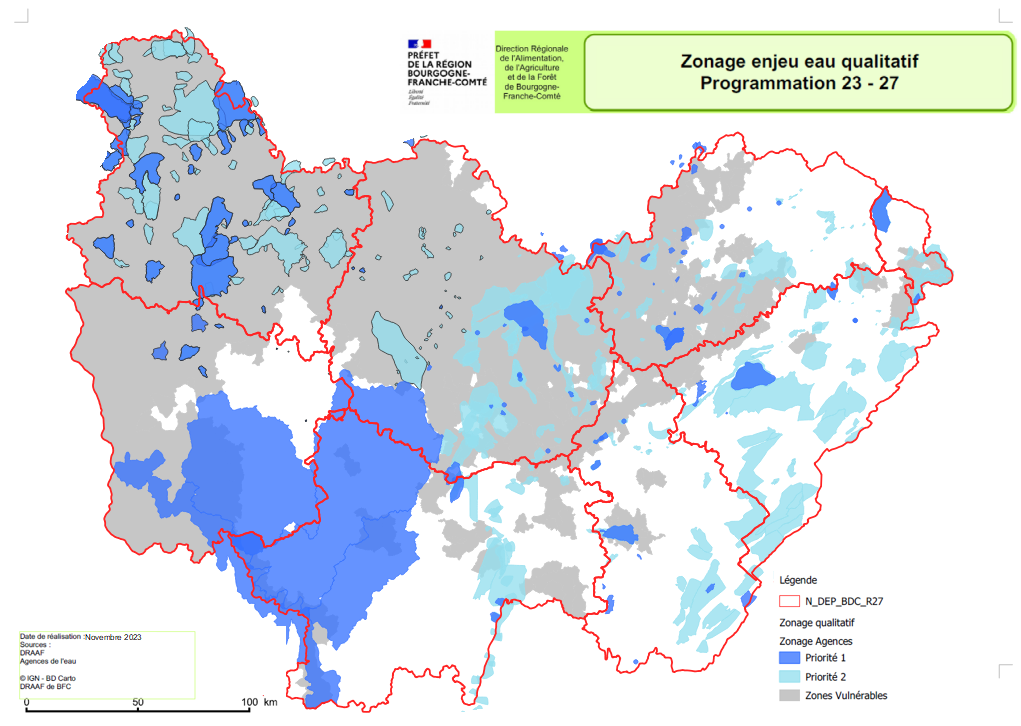 PRÉFET
DE LA RÉGION
BOURGOGNE-
FRANCHE-COMTÉ
Liberté
Égalité
Fraternité
Direction Régionale
de l'Alimentation,
de l'Agriculture
et de la Forêt
de Bourgogne-
Franche-Comté
Zonage enjeu eau qualitatif
Programmation 23 - 27
Légende
N_DEP_BDC_R27
Zonage qualitatif
Zonage Agences
Priorité 1
Priorité 2
Zones Vulnérables
Date de réalisation :Novembre 2023
Sources :
DRAAF
Agences de l'eau
© IGN - BD Carto
DRAAF de BFC
0 50 100 km